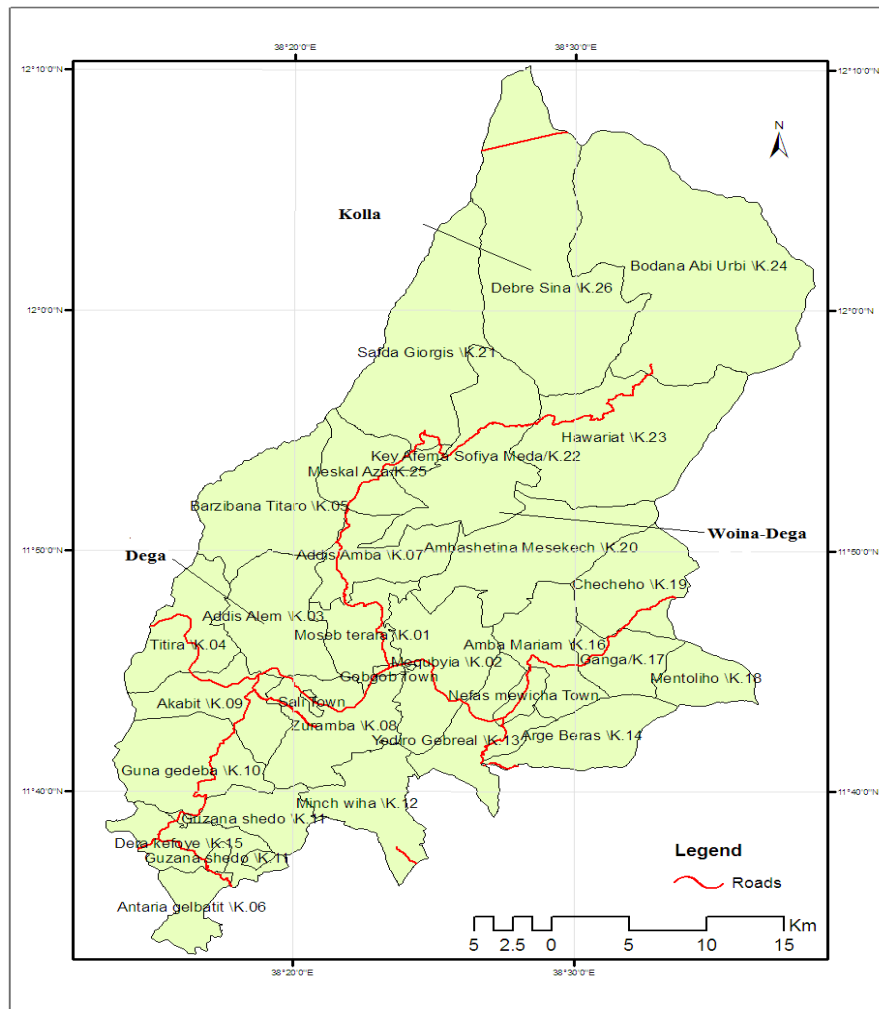 38°20'0"E 38°30'0"E
12°10'0"N 12°10'0"N
N
Kolla
Bodana Abi Urbi \K.24
Debre Sina \K.26
12°0'0"N 12°0'0"N
Safda Giorgis \K.21
Hawariat \K.23
Key Afema Sofiya Meda/K.22
Meskal Aza/K.25
Barzibana Titaro \K.05
Woina-Dega
Ambashetina Mesekech \K.20
11°50'0"N 11°50'0"N
Dega
Addis Amba \K.07
Checheho \K.19
Addis Alem \K.03
Moseb terara\K.01
Titira \K.04
Amba Mariam \K.16
Mequbyia \K.02
Ganga/K.17
Gobgob Town
Mentoliho \K.18
Nefas mewicha Town
Akabit \K.09
Sali Town
Zuramba \K.08
Yediro Gebreal \K.13
Arge Beras \K.14
Guna gedeba \K.10
11°40'0"N 11°40'0"N
Minch wiha \K.12
Guzana shedo \K.11
Dera kefoye \K.15
Guzana shedo \K.11
Legend
Roads
Antaria gelbatit \K.06
5 2.5 0 5 10 15 Km
38°20'0"E 38°30'0"E